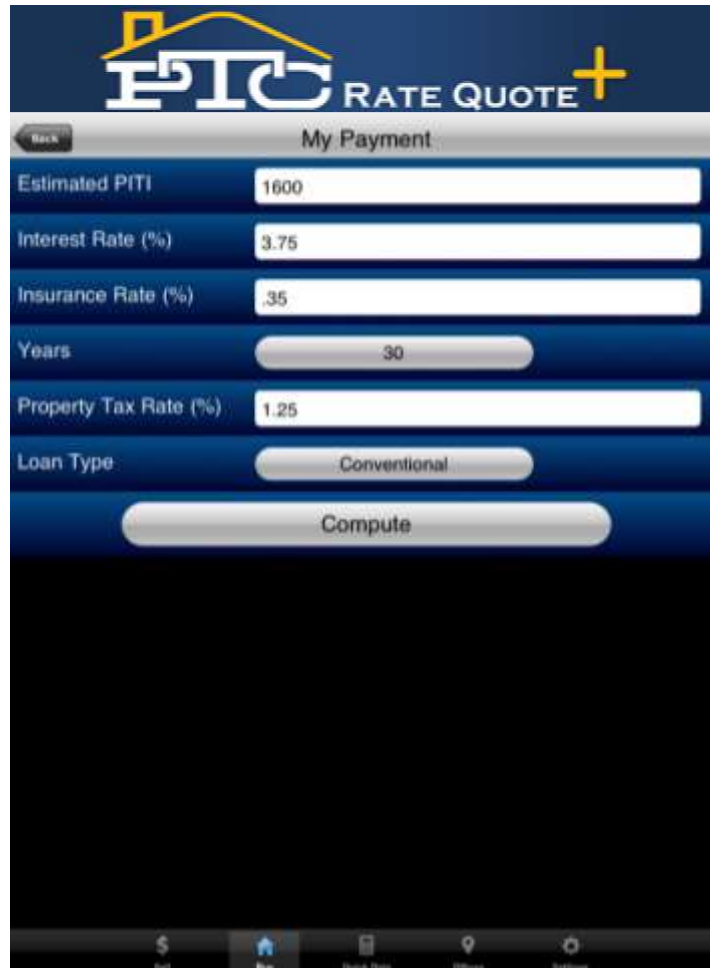 PTC RATE QUOTE +
Back
My Payment
Estimated PITI
1600
Interest Rate (%)
3.75
Insurance Rate (%)
.35
Years
30
Property Tax Rate (%)
1.25
Loan Type
Conventional
Compute
$